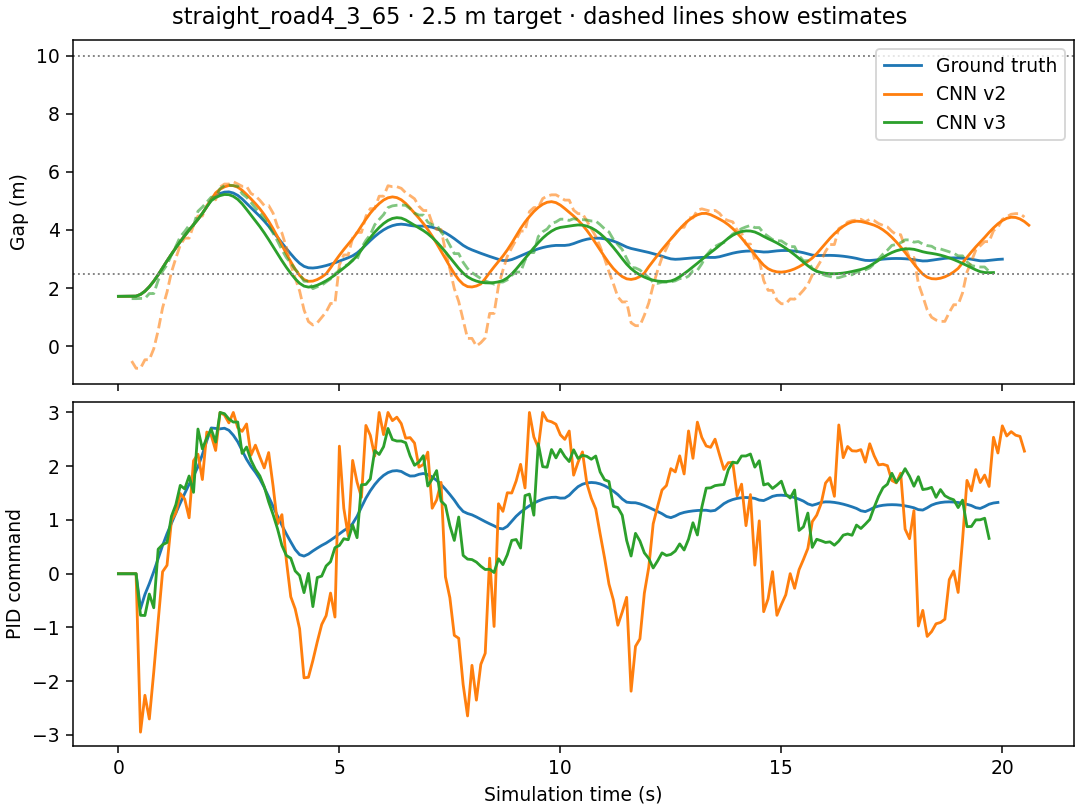 straight_road4_3_65 · 2.5 m target · dashed lines show estimates
Gap (m)
10
8
6
4
2
0
Ground truth
CNN v2
CNN v3
PID command
3
2
1
0
−1
−2
−3
0
5
10
15
20
Simulation time (s)